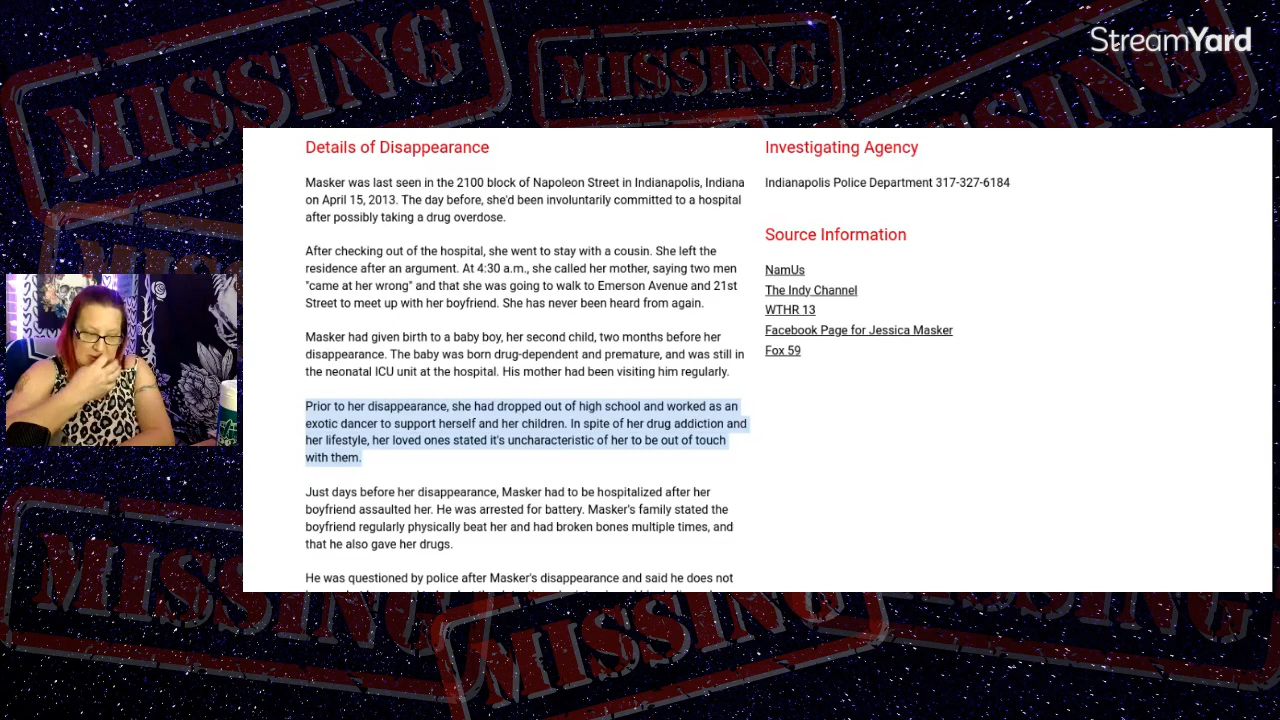 StreamYard
MISSING
MISSING
MISSING
Details of Disappearance
Masker was last seen in the 2100 block of Napoleon Street in Indianapolis, Indiana
on April 15, 2013. The day before, she'd been involuntarily committed to a hospital
after possibly taking a drug overdose.
After checking out of the hospital, she went to stay with a cousin. She left the
residence after an argument. At 4:30 a.m., she called her mother, saying two men
"came at her wrong" and that she was going to walk to Emerson Avenue and 21st
Street to meet up with her boyfriend. She has never been heard from again.
Masker had given birth to a baby boy, her second child, two months before her
disappearance. The baby was born drug-dependent and premature, and was still in
the neonatal ICU unit at the hospital. His mother had been visiting him regularly.
Prior to her disappearance, she had dropped out of high school and worked as an
exotic dancer to support herself and her children. In spite of her drug addiction and
her lifestyle, her loved ones stated it's uncharacteristic of her to be out of touch
with them.
Just days before her disappearance, Masker had to be hospitalized after her
boyfriend assaulted her. He was arrested for battery. Masker's family stated the
boyfriend regularly physically beat her and had broken bones multiple times, and
that he also gave her drugs.
He was questioned by police after Masker's disappearance and said he does not
Investigating Agency
Indianapolis Police Department 317-327-6184
Source Information
NamUs
The Indy Channel
WTHR 13
Facebook Page for Jessica Masker
Fox 59
MISSING
MISSING